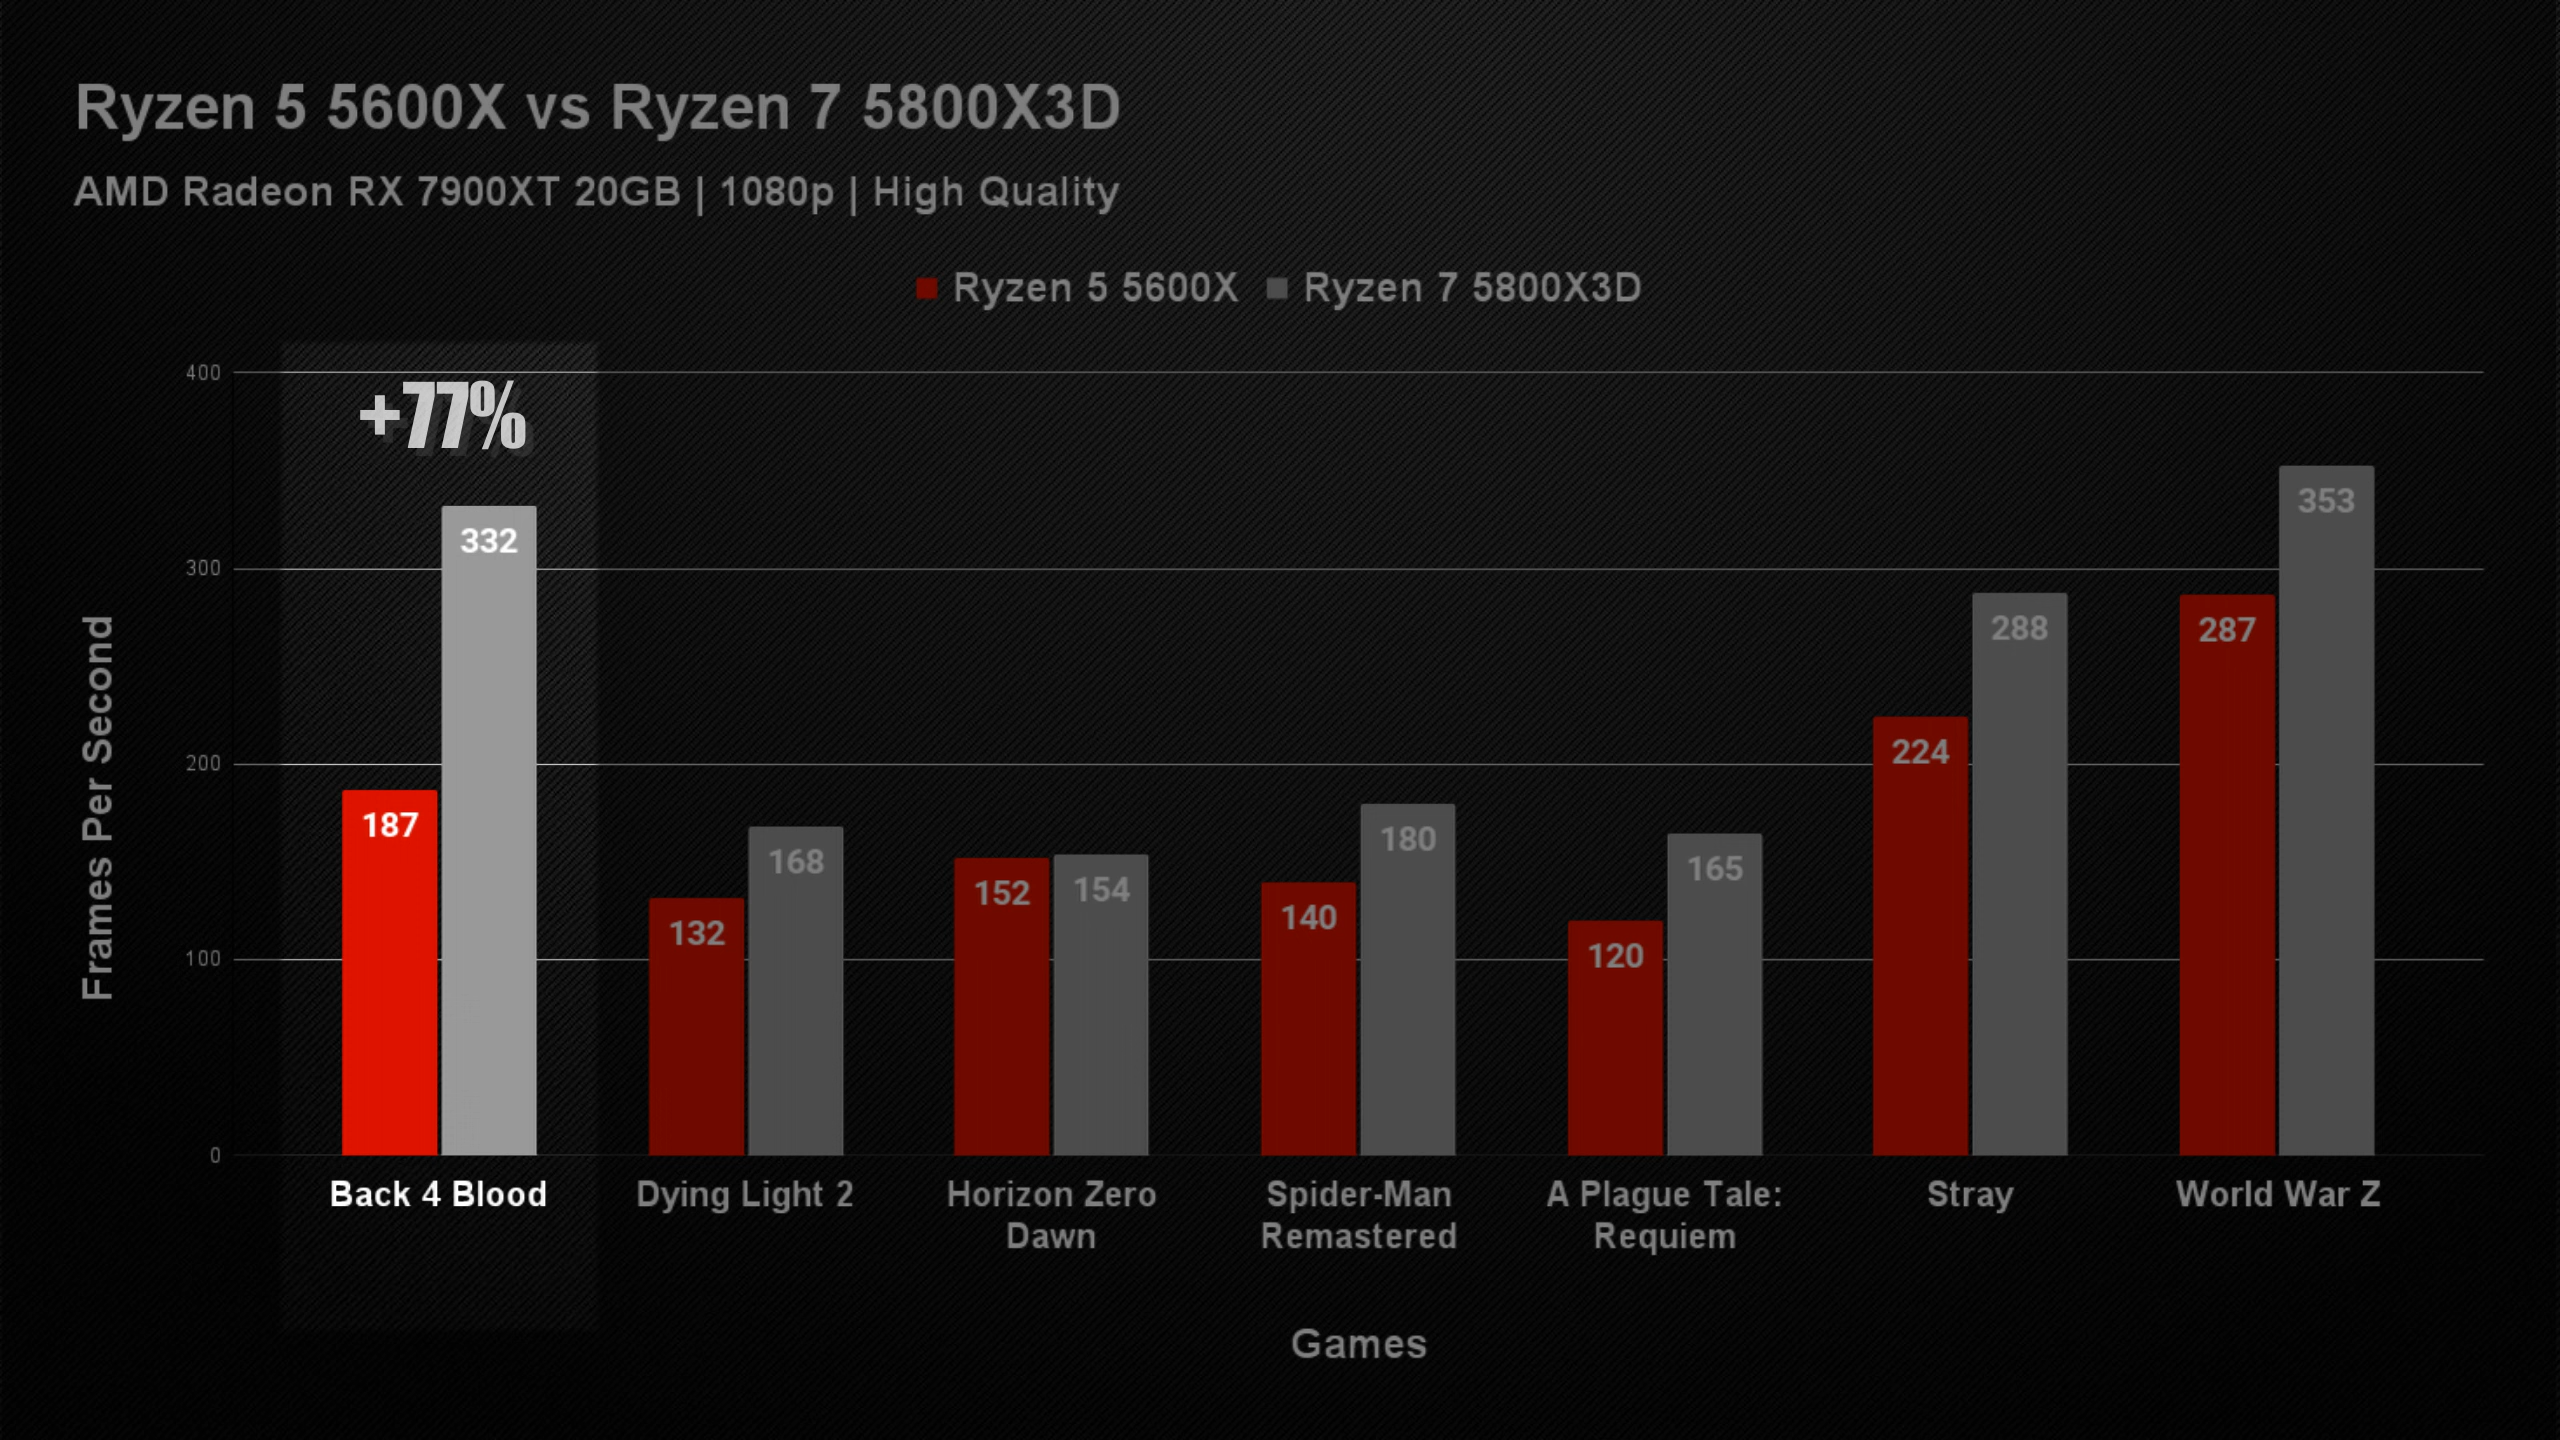 Ryzen 5 5600X vs Ryzen 7 5800X3D
AMD Radeon RX 7900XT 20GB | 1080p | High Quality
Ryzen 5 5600X Ryzen 7 5800X3D
400
+77%
353
332
300
288
287
224
200
187
180
168
165
154
152
140
132
120
100
0
Frames Per Second
Back 4 Blood
Dying Light 2
Horizon Zero
Dawn
Spider-Man
Remastered
A Plague Tale:
Requiem
Stray
World War Z
Games